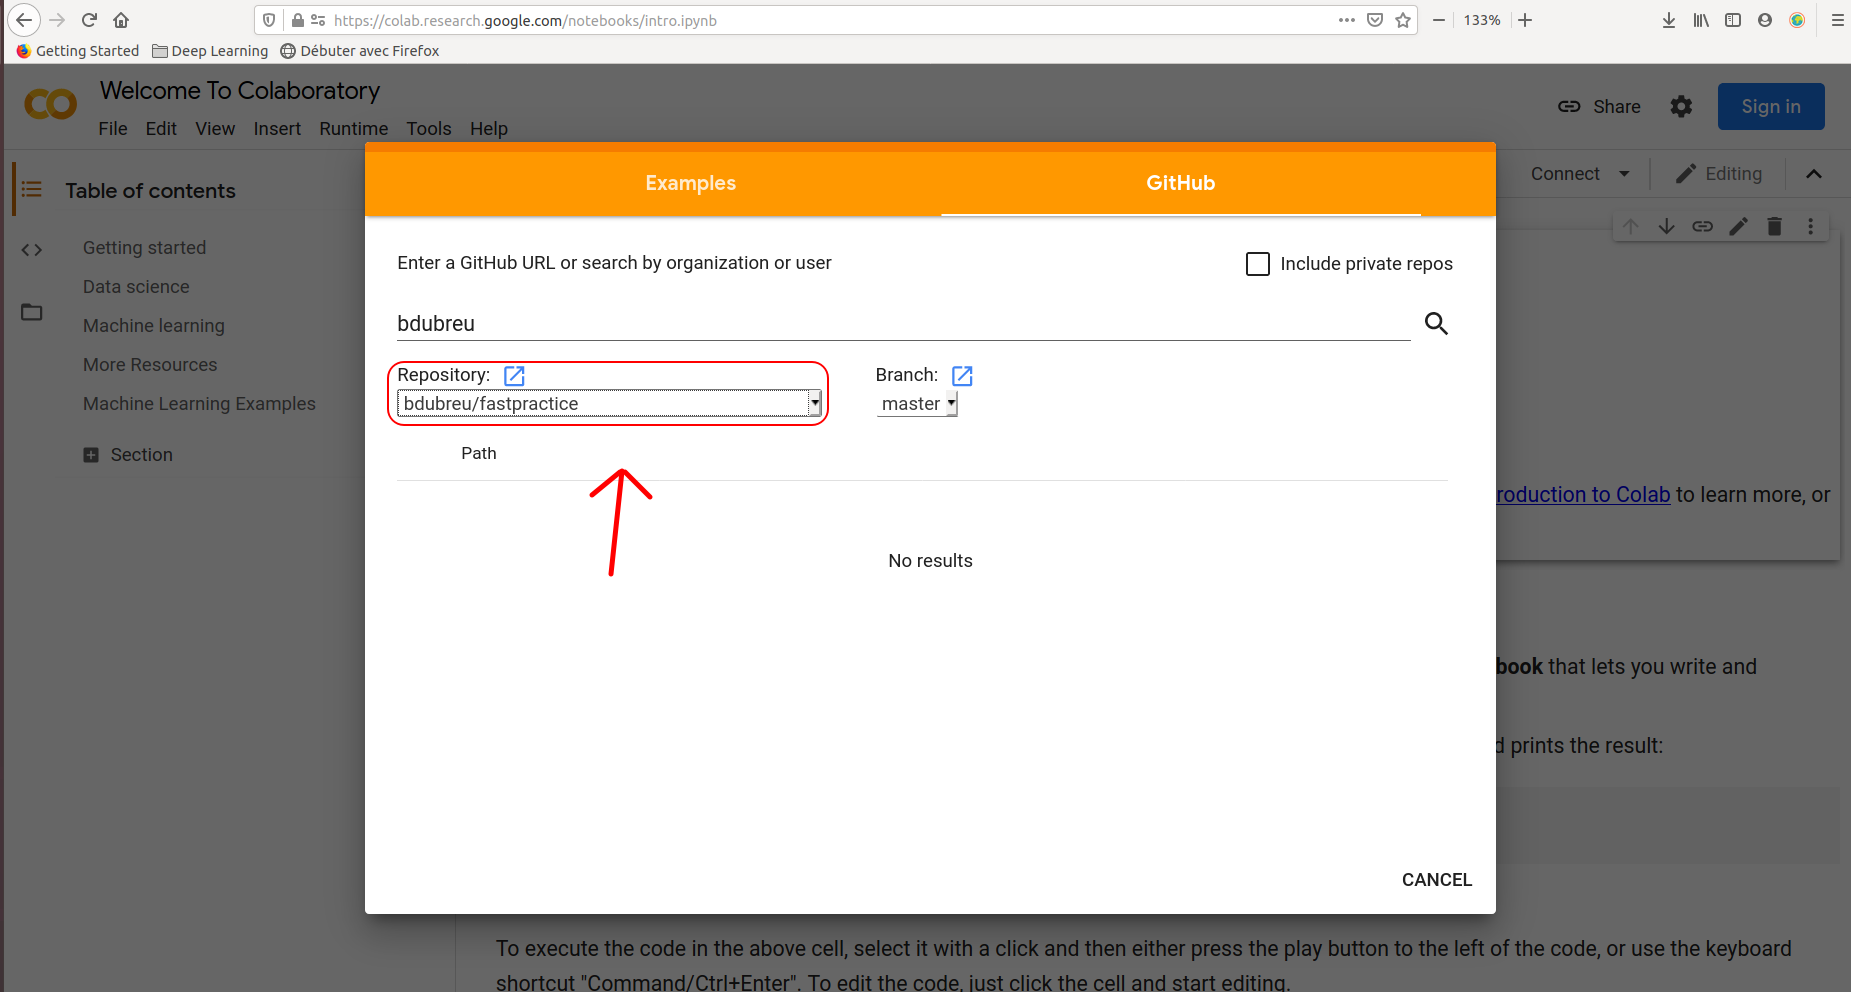 https://colab.research.google.com/notebooks/intro.ipynb
133%
Getting Started
Deep Learning
Débuter avec Firefox
Welcome To Colaboratory
File Edit View Insert Runtime Tools Help
Share
Sign in
Table of contents
Getting started
Data science
Machine learning
More Resources
Machine Learning Examples
Section
Connect
Editing
Examples
GitHub
Enter a GitHub URL or search by organization or user
Include private repos
bdubreu
Repository:
Branch:
bdubreu/fastpractice
master
Path
No results
CANCEL
roduction to Colab to learn more, or
book that lets you write and
d prints the result:
To execute the code in the above cell, select it with a click and then either press the play button to the left of the code, or use the keyboard
shortcut "Command/Ctrl+Enter". To edit the code, just click the cell and start editing.